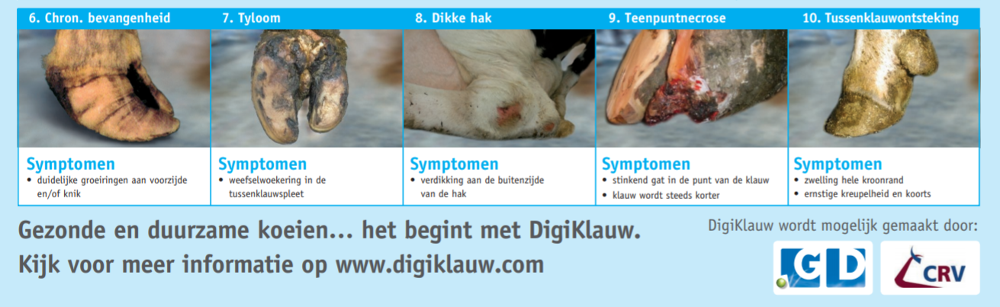 6. Chron. bevangenheid
7. Tyloom
8. Dikke hak
9. Teenpuntnecrose
10. Tussenklauwontsteking
Symptomen
• duidelijke groeiringen aan voorzijde
en/of knik
Symptomen
• weefselwoekering in de
tussenklauwspleet
Symptomen
• verdikking aan de buitenzijde
van de hak
Symptomen
• stinkend gat in de punt van de klauw
• klauw wordt steeds korter
Symptomen
• zwelling hele kroonrand
• ernstige kreupelheid en koorts
Gezonde en duurzame koeien... het begint met DigiKlauw.
Kijk voor meer informatie op www.digiklauw.com
DigiKlauw wordt mogelijk gemaakt door:
GD
CRV